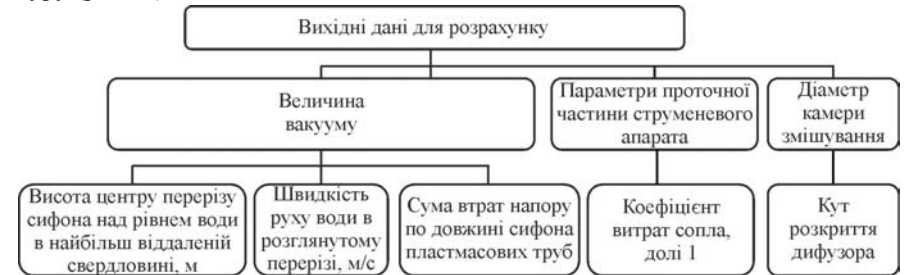 Вихідні дані для розрахунку
Величина
вакууму
Параметри проточної
частини струменевого
апарата
Діаметр
камери
змішування
Висота центру перерізу
сифона над рівнем води
в найбільш віддаленій
свердловині, м
Швидкість
руху води в
розглянутому
перерізі, м/с
Сума втрат напору
по довжині сифона
пластмасових труб
Коефіцієнт
витрат сопла,
долі 1
Кут
розкриття
дифузора